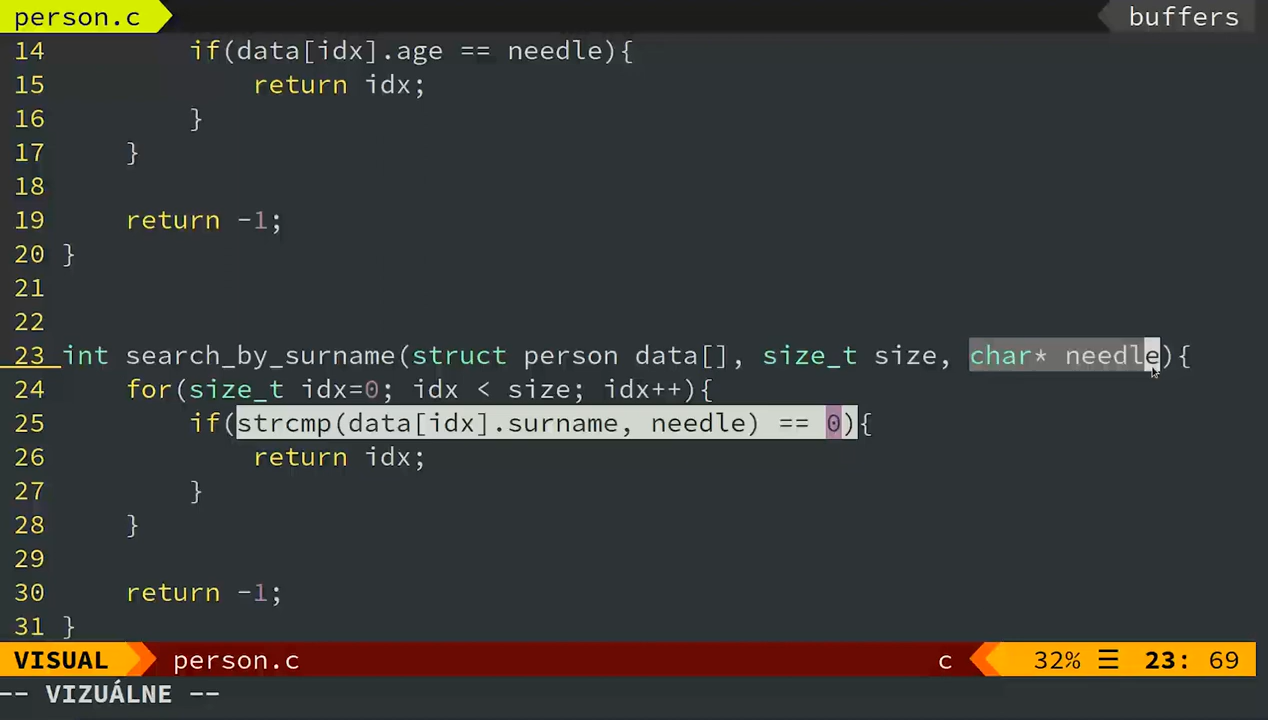 person.c buffers
14         if(data[idx].age == needle){
15             return idx;
16         }
17     }
18
19     return -1;
20 }
21
22
23 int search_by_surname(struct person data[], size_t size, char* needle){
24     for(size_t idx=0; idx < size; idx++){
25         if(strcmp(data[idx].surname, needle) == 0){
26             return idx;
27         }
28     }
29
30     return -1;
31 }
VISUAL person.c c 32% ☰ 23: 69
-- VIZUÁLNE --